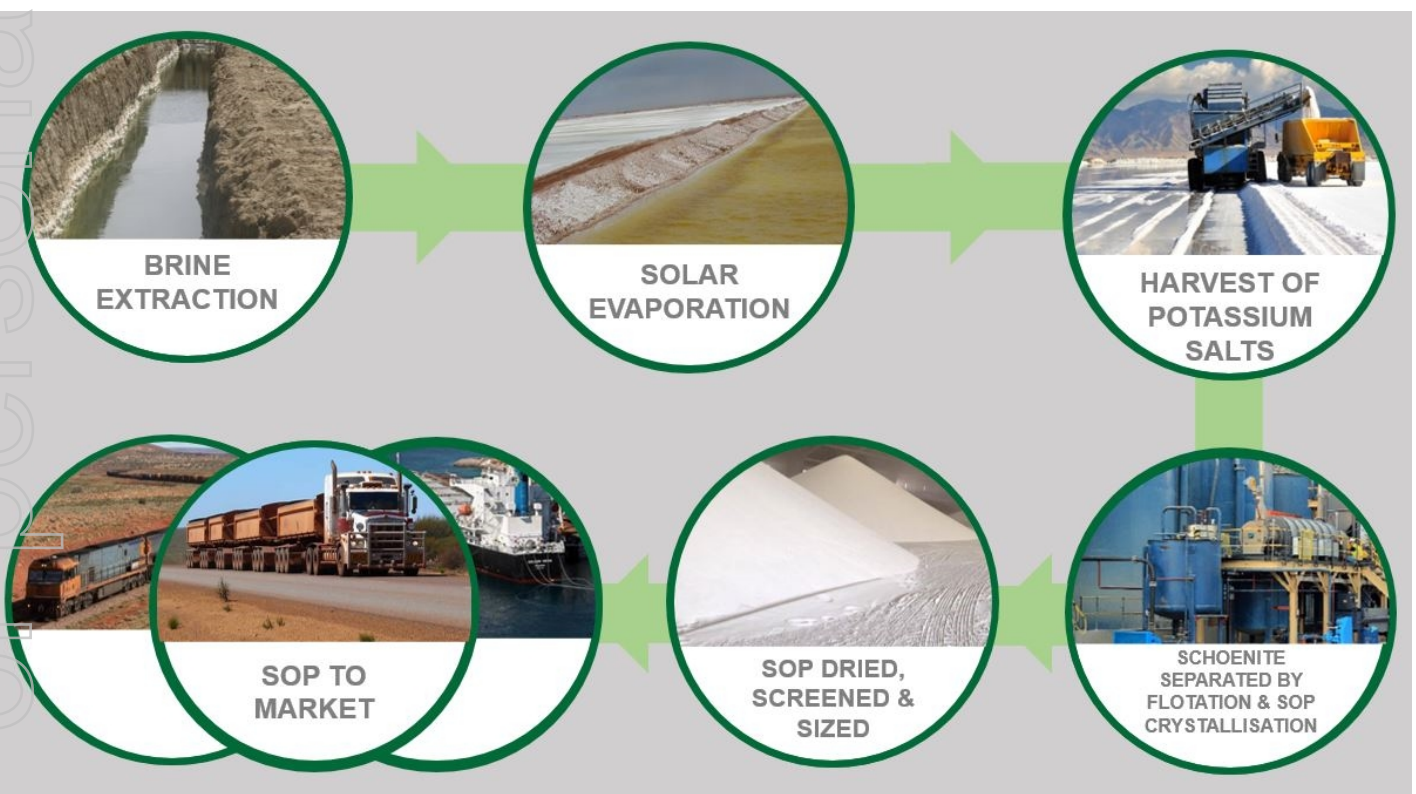 BRINE
EXTRACTION
SOLAR
EVAPORATION
HARVEST OF
POTASSIUM
SALTS
SCHOENITE
SEPARATED BY
FLOTATION & SOP
CRYSTALLISATION
SOP DRIED,
SCREENED &
SIZED
SOP TO
MARKET